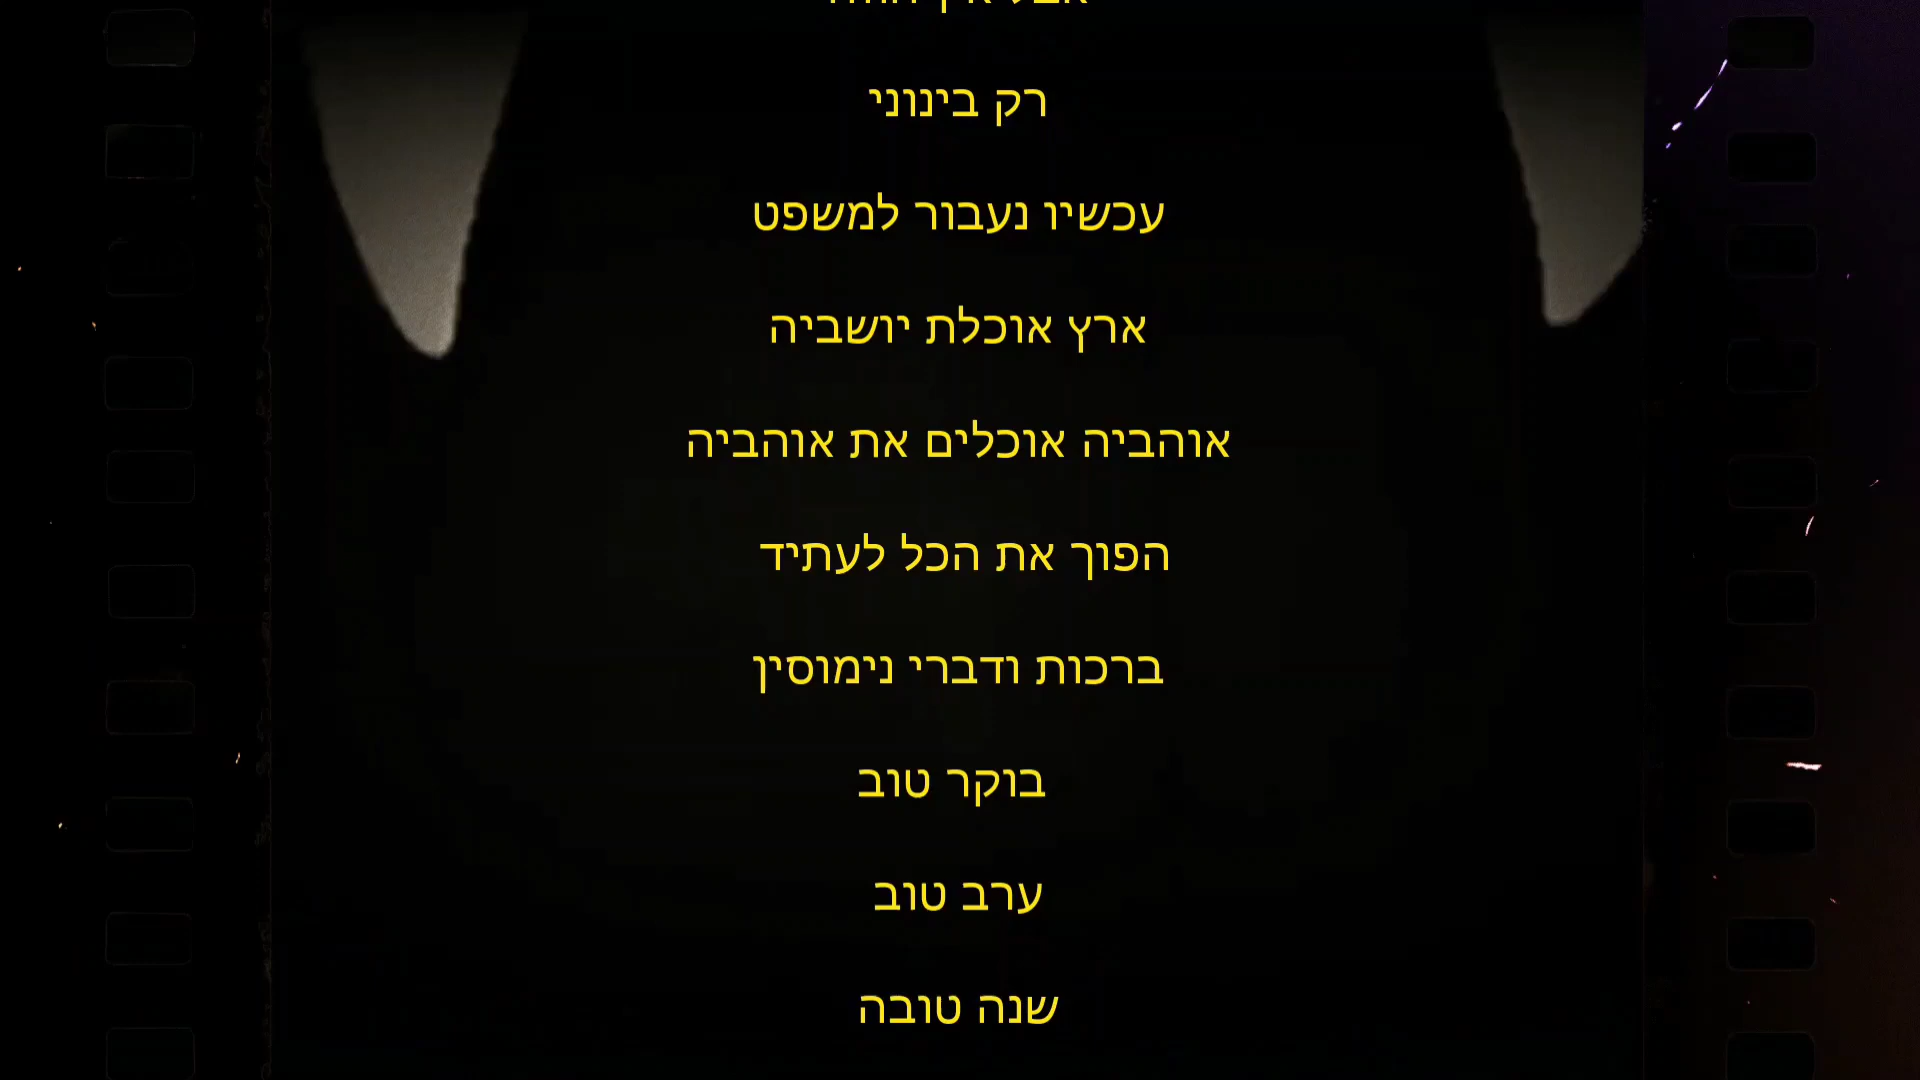 רק בינוני
עכשיו נעבור למשפט
ארץ אוכלת יושביה
אוהביה אוכלים את אוהביה
הפוך את הכל לעתיד
ברכות ודברי נימוסין
בוקר טוב
ערב טוב
שנה טובה